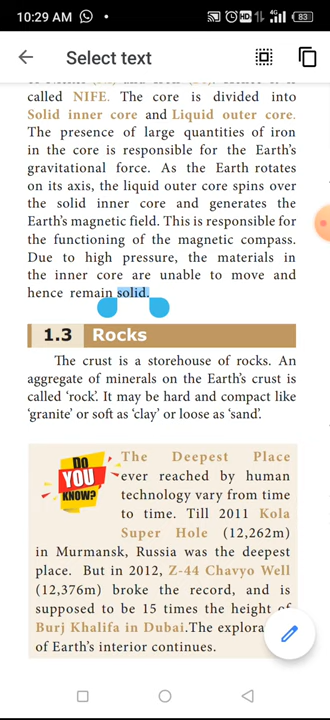 10:29 AM
HD
4G
83
Select text
called NIFE. The core is divided into
Solid inner core and Liquid outer core.
The presence of large quantities of iron
in the core is responsible for the Earth's
gravitational force. As the Earth rotates
on its axis, the liquid outer core spins over
the solid inner core and generates the
Earth's magnetic field. This is responsible for
the functioning of the magnetic compass.
Due to high pressure, the materials in
the inner core are unable to move and
hence remain solid.
1.3 Rocks
The crust is a storehouse of rocks. An
aggregate of minerals on the Earth's crust is
called 'rock'. It may be hard and compact like
'granite' or soft as 'clay' or loose as 'sand'.
DO
YOU
KNOW?
The Deepest Place
ever reached by human
technology vary from time
to time. Till 2011 Kola
Super Hole (12,262m)
in Murmansk, Russia was the deepest
place. But in 2012, Z-44 Chavyo Well
(12,376m) broke the record, and is
supposed to be 15 times the height of
Burj Khalifa in Dubai.The explora
of Earth's interior continues.